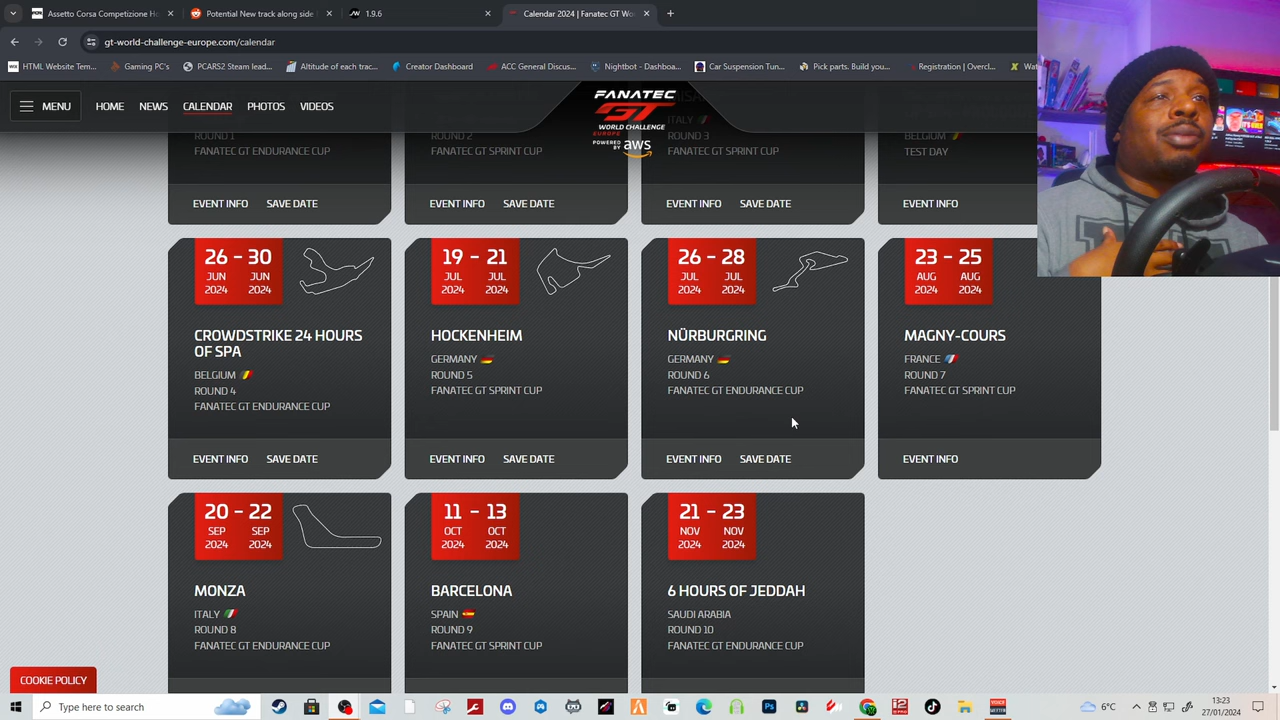 Assetto Corsa Competizione Ho
Potential New track along side
1.9.6
Calendar 2024 | Fanatec GT Wo
gt-world-challenge-europe.com/calendar
HTML Website Tem...
Gaming PC's
PCARS2 Steam lead...
Altitude of each trac...
Creator Dashboard
ACC General Discus...
Nightbot - Dashboa...
Car Suspension Tun...
Pick parts. Build you...
Registration | Overcl...
Wat
MENU
HOME
NEWS
CALENDAR
PHOTOS
VIDEOS
FANATEC
GT
WORLD CHALLENGE
EUROPE
POWERED BY aws
ROUND 1
FANATEC GT ENDURANCE CUP
EVENT INFO SAVE DATE
ROUND 2
FANATEC GT SPRINT CUP
EVENT INFO SAVE DATE
ITALY
ROUND 3
FANATEC GT SPRINT CUP
EVENT INFO SAVE DATE
BELGIUM
TEST DAY
EVENT INFO
26 - 30
JUN JUN
2024 2024
CROWDSTRIKE 24 HOURS
OF SPA
BELGIUM
ROUND 4
FANATEC GT ENDURANCE CUP
EVENT INFO SAVE DATE
19 - 21
JUL JUL
2024 2024
HOCKENHEIM
GERMANY
ROUND 5
FANATEC GT SPRINT CUP
EVENT INFO SAVE DATE
26 - 28
JUL JUL
2024 2024
NÜRBURGRING
GERMANY
ROUND 6
FANATEC GT ENDURANCE CUP
EVENT INFO SAVE DATE
23 - 25
AUG AUG
2024 2024
MAGNY-COURS
FRANCE
ROUND 7
FANATEC GT SPRINT CUP
EVENT INFO
20 - 22
SEP SEP
2024 2024
MONZA
ITALY
ROUND 8
FANATEC GT ENDURANCE CUP
11 - 13
OCT OCT
2024 2024
BARCELONA
SPAIN
ROUND 9
FANATEC GT SPRINT CUP
21 - 23
NOV NOV
2024 2024
6 HOURS OF JEDDAH
SAUDI ARABIA
ROUND 10
FANATEC GT ENDURANCE CUP
COOKIE POLICY
Type here to search
6°C
13:23
27/01/2024